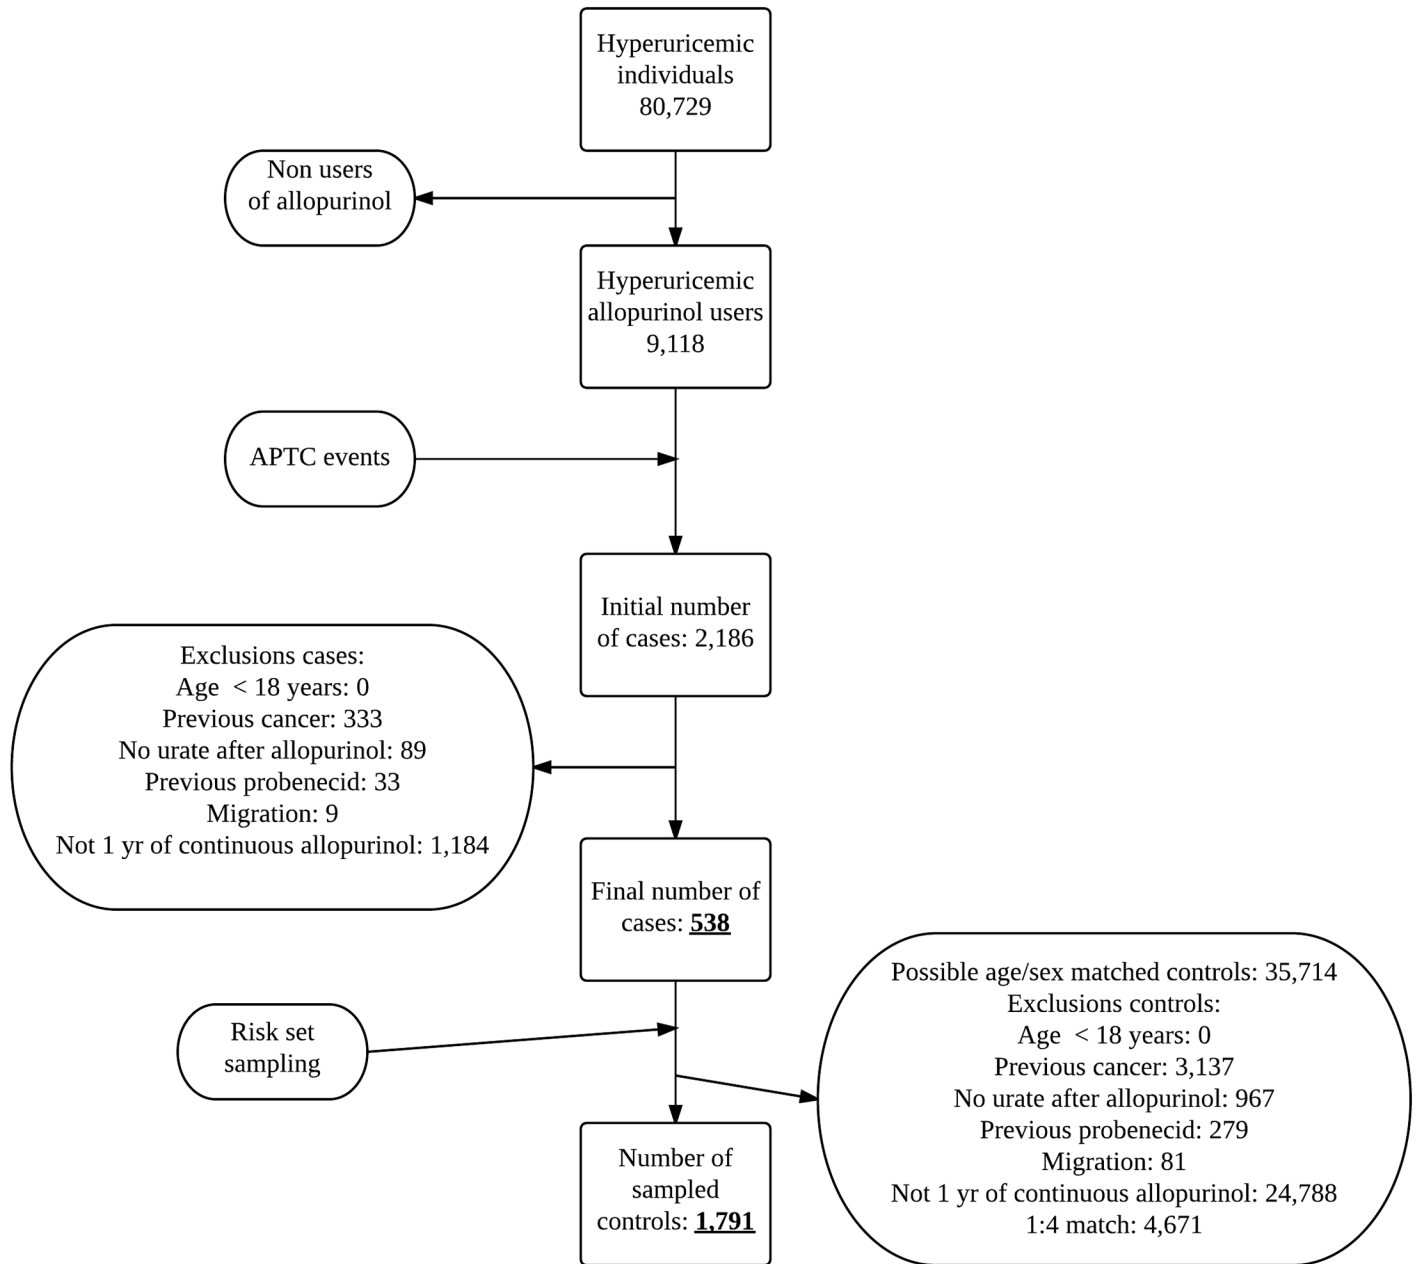 Hyperuricemic
individuals
80,729
Non users
of allopurinol
Hyperuricemic
allopurinol users
9,118
APTC events
Initial number
of cases: 2,186
Exclusions cases:
Age < 18 years: 0
Previous cancer: 333
No urate after allopurinol: 89
Previous probenecid: 33
Migration: 9
Not 1 yr of continuous allopurinol: 1,184
Final number of
cases: 538
Risk set
sampling
Possible age/sex matched controls: 35,714
Exclusions controls:
Age < 18 years: 0
Previous cancer: 3,137
No urate after allopurinol: 967
Previous probenecid: 279
Migration: 81
Not 1 yr of continuous allopurinol: 24,788
1:4 match: 4,671
Number of
sampled
controls: 1,791